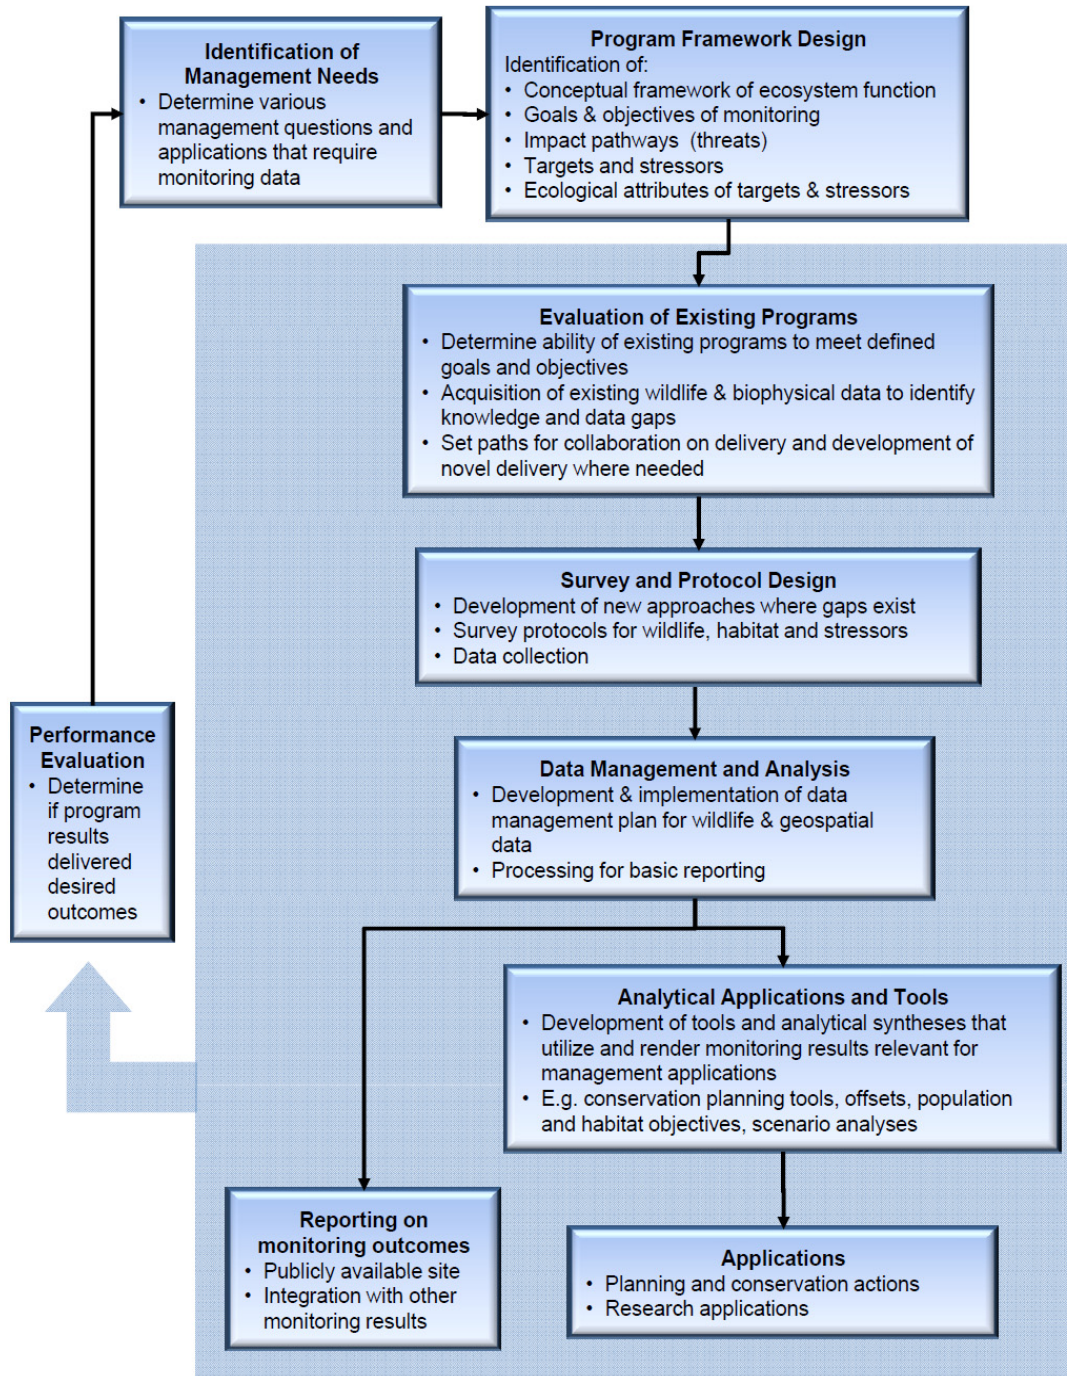 Identification of
Management Needs
• Determine various
management questions and
applications that require
monitoring data
Program Framework Design
Identification of:
• Conceptual framework of ecosystem function
• Goals & objectives of monitoring
• Impact pathways (threats)
• Targets and stressors
• Ecological attributes of targets & stressors
Evaluation of Existing Programs
• Determine ability of existing programs to meet defined
goals and objectives
• Acquisition of existing wildlife & biophysical data to identify
knowledge and data gaps
• Set paths for collaboration on delivery and development of
novel delivery where needed
Survey and Protocol Design
• Development of new approaches where gaps exist
• Survey protocols for wildlife, habitat and stressors
• Data collection
Performance
Evaluation
• Determine
if program
results
delivered
desired
outcomes
Data Management and Analysis
• Development & implementation of data
management plan for wildlife & geospatial
data
• Processing for basic reporting
Analytical Applications and Tools
• Development of tools and analytical syntheses that
utilize and render monitoring results relevant for
management applications
• E.g. conservation planning tools, offsets, population
and habitat objectives, scenario analyses
Reporting on
monitoring outcomes
• Publicly available site
• Integration with other
monitoring results
Applications
• Planning and conservation actions
• Research applications